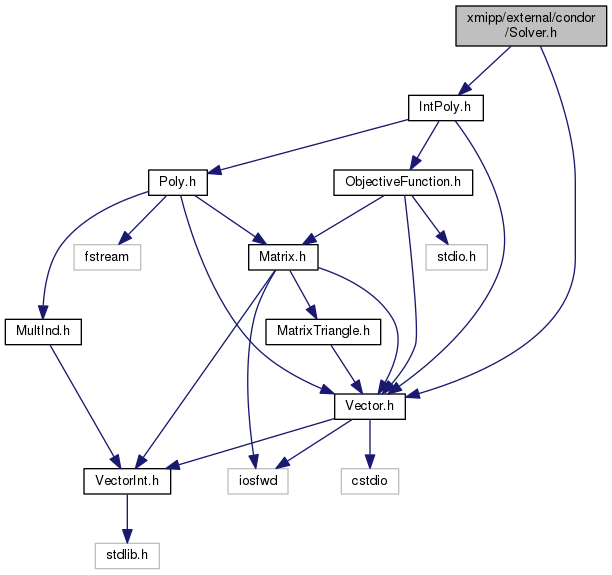 xmipp/external/condor
/Solver.h
IntPoly.h
Poly.h
ObjectiveFunction.h
fstream
Matrix.h
stdio.h
MultInd.h
MatrixTriangle.h
Vector.h
VectorInt.h
iosfwd
cstdio
stdlib.h